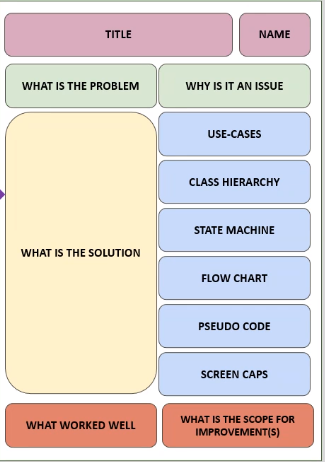 TITLE
NAME
WHAT IS THE PROBLEM
WHY IS IT AN ISSUE
WHAT IS THE SOLUTION
USE-CASES
CLASS HIERARCHY
STATE MACHINE
FLOW CHART
PSEUDO CODE
SCREEN CAPS
WHAT WORKED WELL
WHAT IS THE SCOPE FOR
IMPROVEMENT(S)